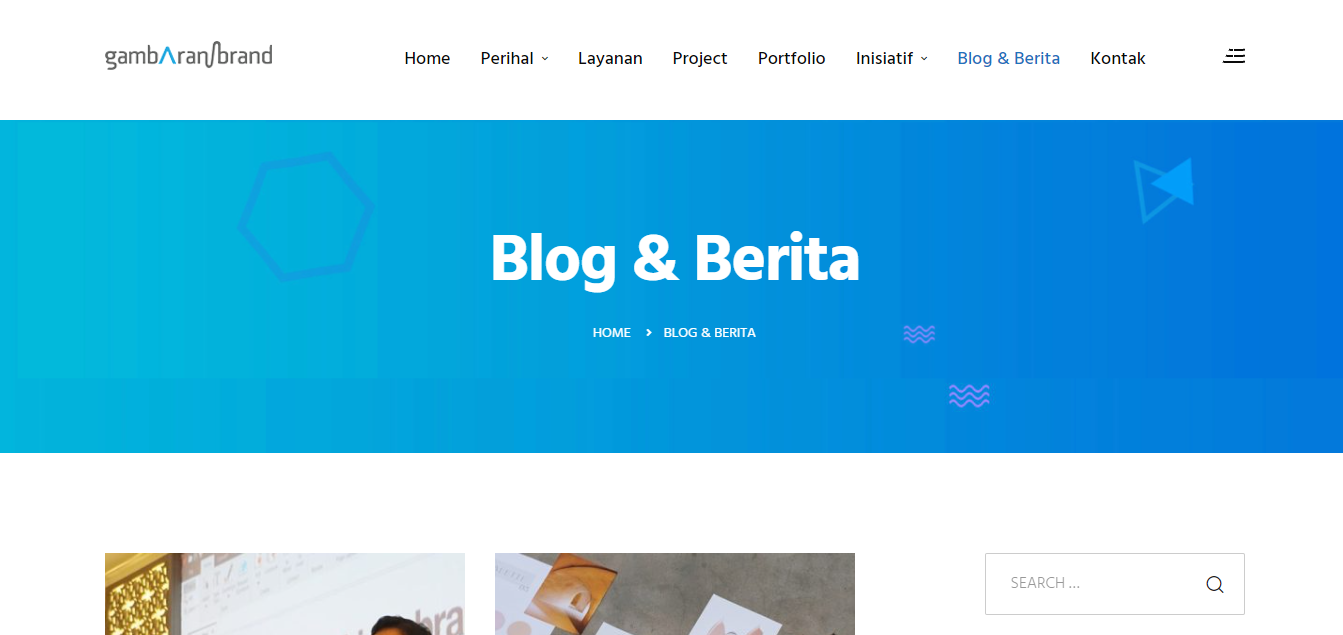 gambaranbrand
Home Perihal Layanan Project Portfolio Inisiatif Blog & Berita Kontak
Blog & Berita
HOME > BLOG & BERITA
SEARCH ...